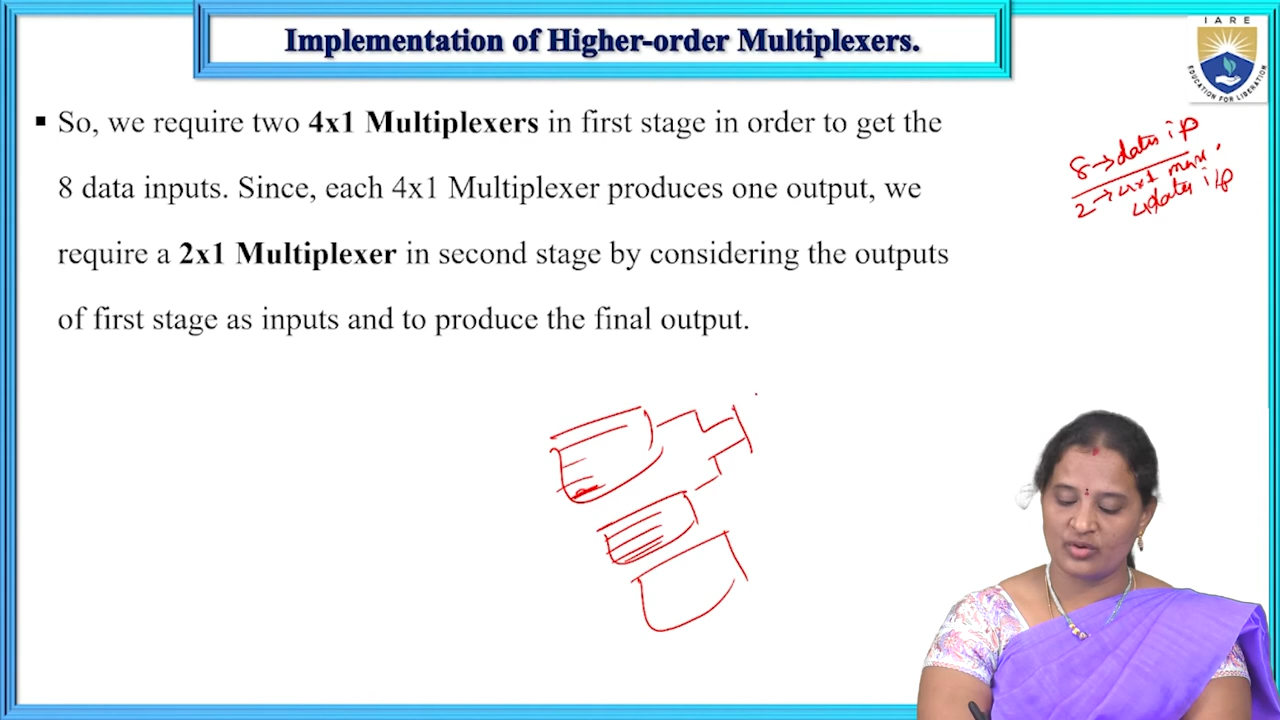 Implementation of Higher-order Multiplexers.
IARE
EDUCATION FOR LIBERATION
▪ So, we require two 4x1 Multiplexers in first stage in order to get the
8 data inputs. Since, each 4x1 Multiplexer produces one output, we
require a 2x1 Multiplexer in second stage by considering the outputs
of first stage as inputs and to produce the final output.
8 → data i/p
2 → 4x1 mux.
4 data i/p